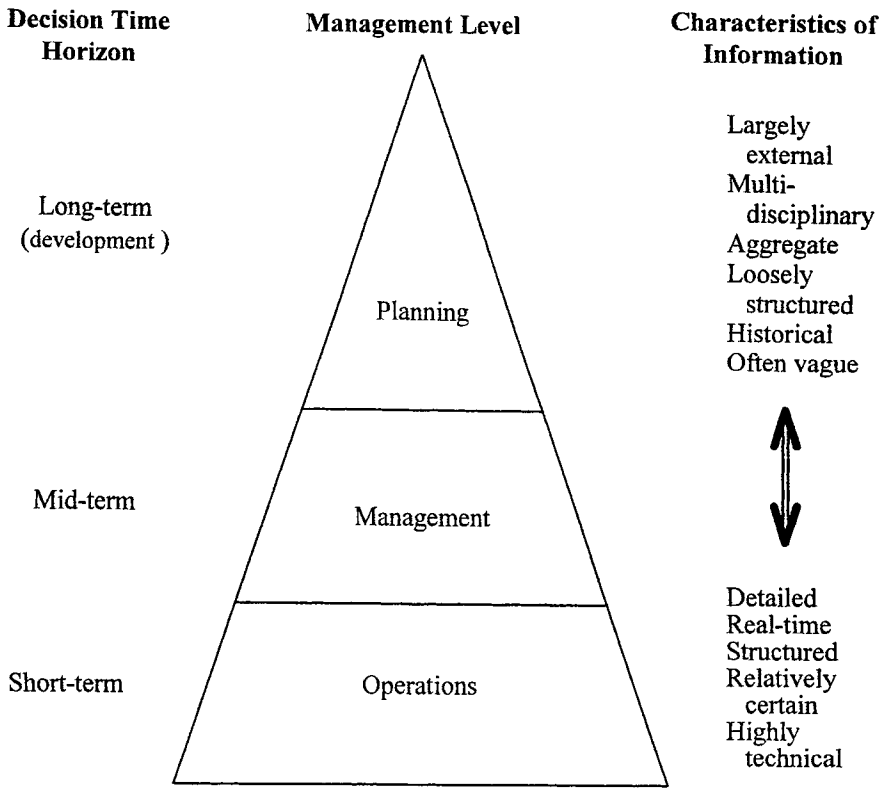 Decision Time
Horizon
Management Level
Characteristics of
Information
Largely
external
Multi-
disciplinary
Aggregate
Loosely
structured
Historical
Often vague
Long-term
(development )
Planning
Mid-term
Management
Short-term
Operations
Detailed
Real-time
Structured
Relatively
certain
Highly
technical